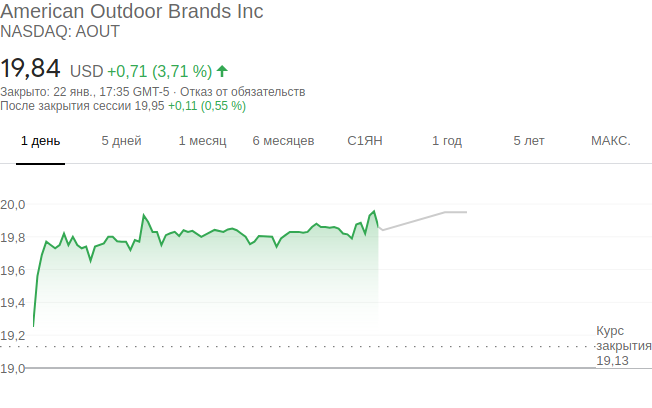 American Outdoor Brands Inc
NASDAQ: AOUT
19,84 USD +0,71 (3,71 %)
Закрыто: 22 янв., 17:35 GMT-5 · Отказ от обязательств
После закрытия сессии 19,95 +0,11 (0,55 %)
1 день 5 дней 1 месяц 6 месяцев С1ЯН 1 год 5 лет МАКС.
20,0
19,8
19,6
19,4
19,2
19,0
Курс
закрытия
19,13